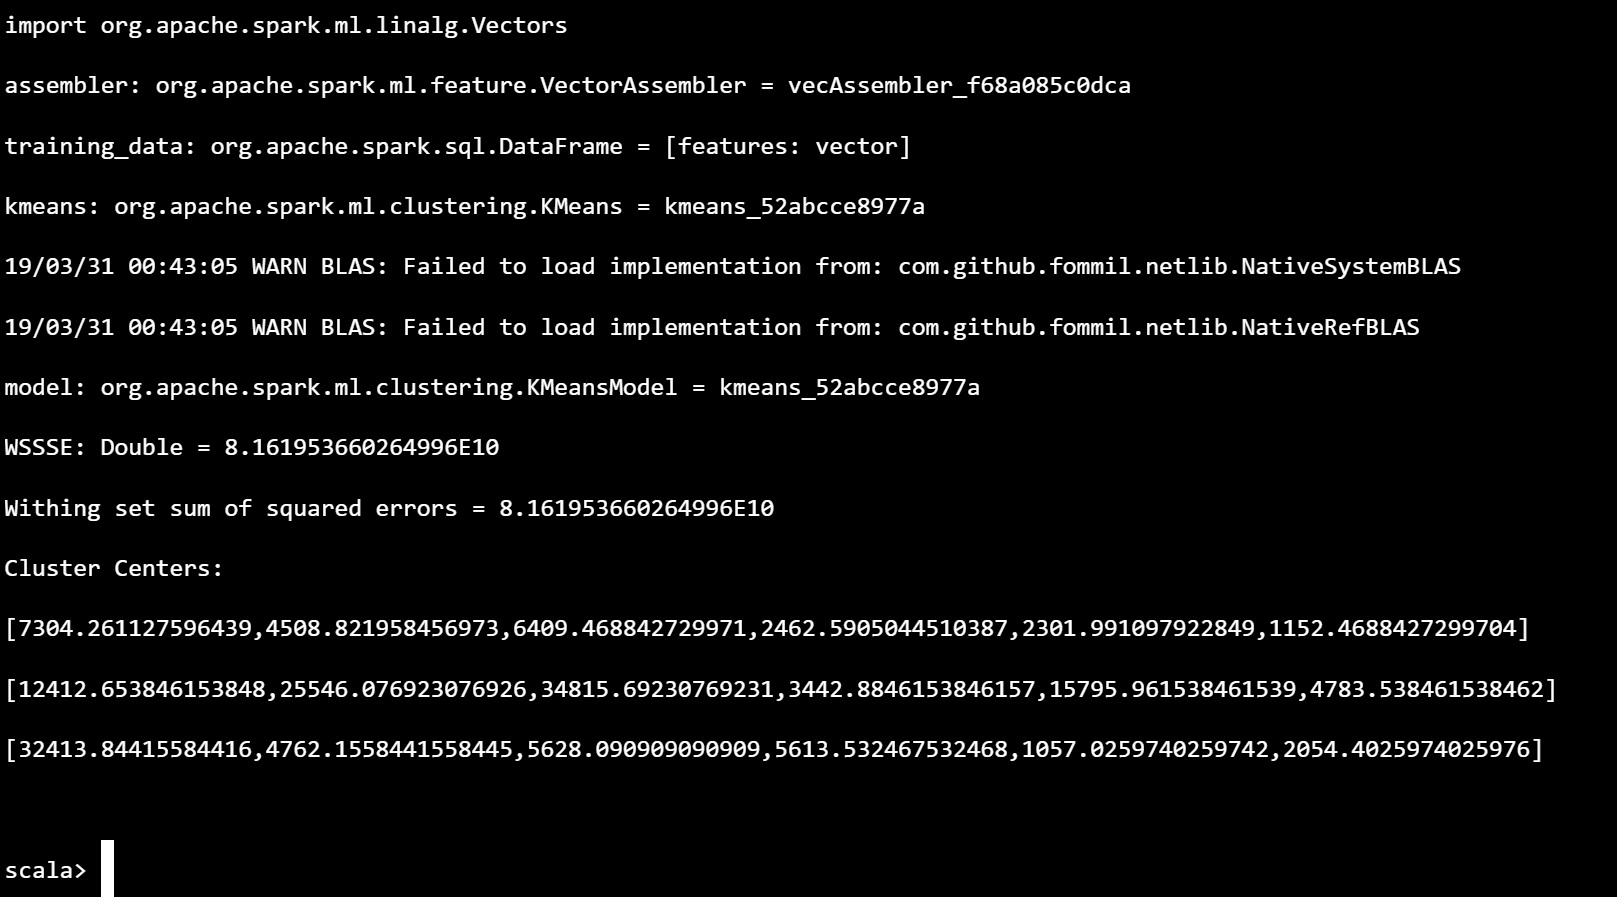 import org.apache.spark.ml.linalg.Vectors
assembler: org.apache.spark.ml.feature.VectorAssembler = vecAssembler_f68a085c0dca
training_data: org.apache.spark.sql.DataFrame = [features: vector]
kmeans: org.apache.spark.ml.clustering.KMeans = kmeans_52abcce8977a
19/03/31 00:43:05 WARN BLAS: Failed to load implementation from: com.github.fommil.netlib.NativeSystemBLAS
19/03/31 00:43:05 WARN BLAS: Failed to load implementation from: com.github.fommil.netlib.NativeRefBLAS
model: org.apache.spark.ml.clustering.KMeansModel = kmeans_52abcce8977a
WSSSE: Double = 8.161953660264996E10
Withing set sum of squared errors = 8.161953660264996E10
Cluster Centers:
[7304.261127596439,4508.821958456973,6409.468842729971,2462.5905044510387,2301.991097922849,1152.4688427299704]
[12412.653846153848,25546.076923076926,34815.69230769231,3442.8846153846157,15795.961538461539,4783.538461538462]
[32413.84415584416,4762.1558441558445,5628.090909090909,5613.532467532468,1057.0259740259742,2054.4025974025976]
scala>